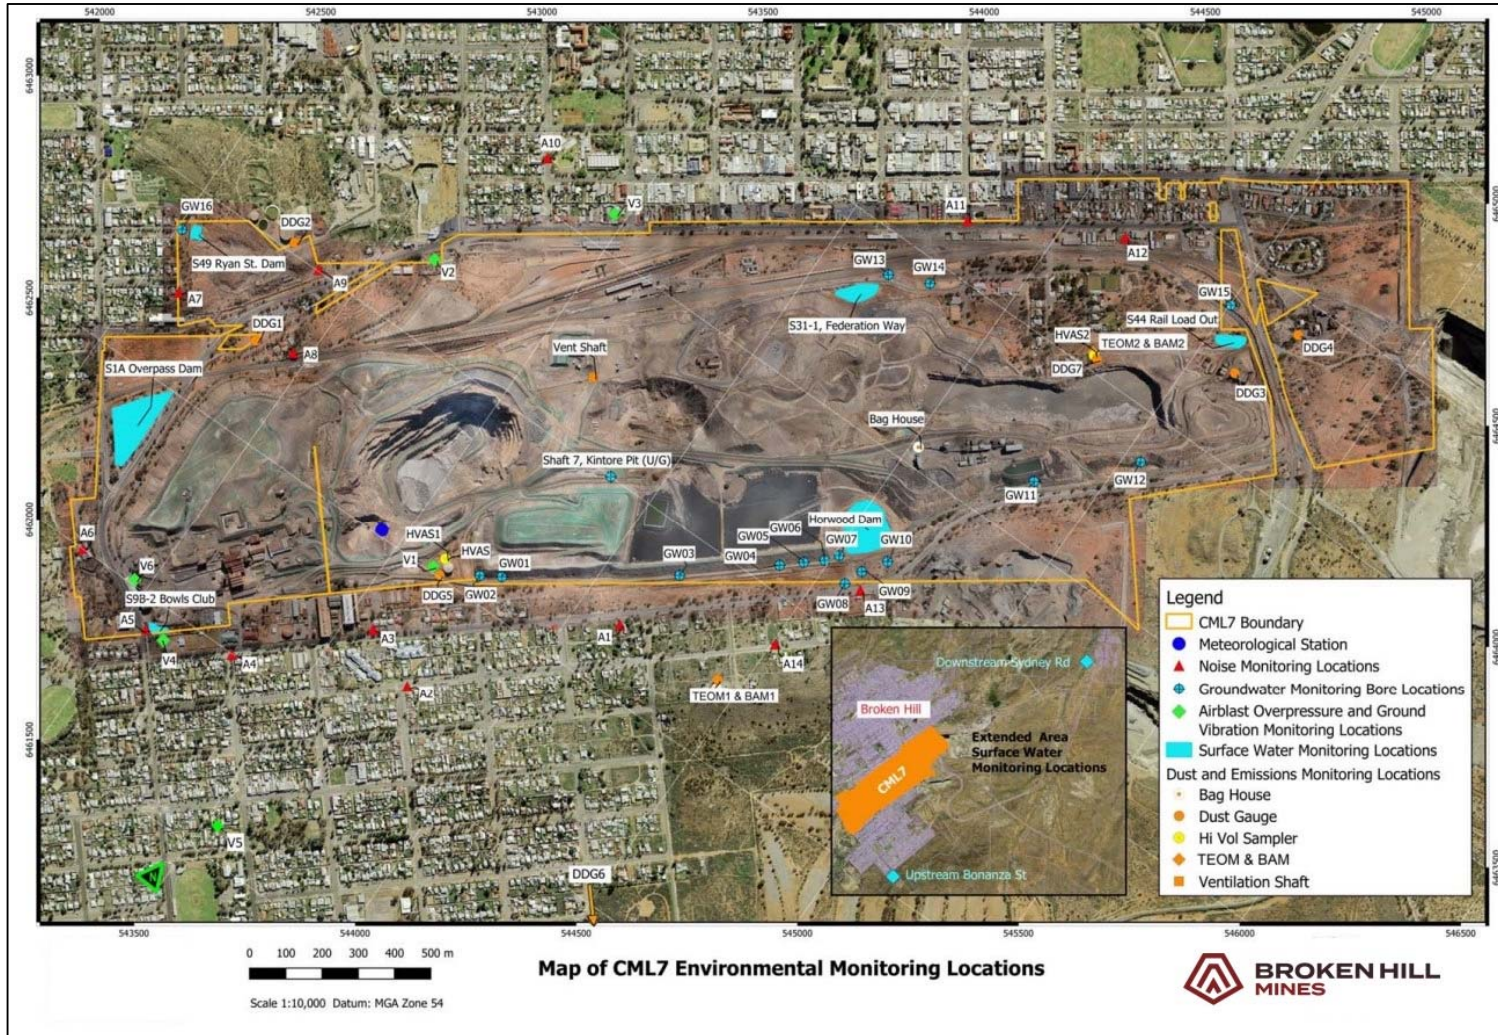 542000
542500
543000
543500
544000
544500
545000
6463000
6462500
6462000
6461500
6465000
6464500
6464000
6463500
A10
GW16
DDG2
V3
A11
S49 Ryan St. Dam
A9
V2
A12
GW13
GW14
A7
GW15
DDG1
S31-1, Federation Way
S44 Rail Load Out
A8
Vent Shaft
HVAS2
TEOM2 & BAM2
DDG4
S1A Overpass Dam
DDG7
DDG3
Bag House
Shaft 7, Kintore Pit (U/G)
GW12
GW11
A6
HVAS1
HVAS
GW06
Horwood Dam
GW05
GW07
GW10
V1
GW03
GW04
GW01
V6
DDG5
GW02
GW09
GW08
S9B-2 Bowls Club
A13
A5
A3
A1
V4
A4
A14
A2
TEOM1 & BAM1
V5
N
DDG6
Downstream Sydney Rd
Broken Hill
Extended Area
Surface Water
Monitoring Locations
CML7
Upstream Bonanza St
Legend
CML7 Boundary
Meteorological Station
Noise Monitoring Locations
Groundwater Monitoring Bore Locations
Airblast Overpressure and Ground
Vibration Monitoring Locations
Surface Water Monitoring Locations
Dust and Emissions Monitoring Locations
Bag House
Dust Gauge
Hi Vol Sampler
TEOM & BAM
Ventilation Shaft
543500
544000
544500
545000
545500
546000
546500
0 100 200 300 400 500 m
Scale 1:10,000 Datum: MGA Zone 54
Map of CML7 Environmental Monitoring Locations
BROKEN HILL
MINES